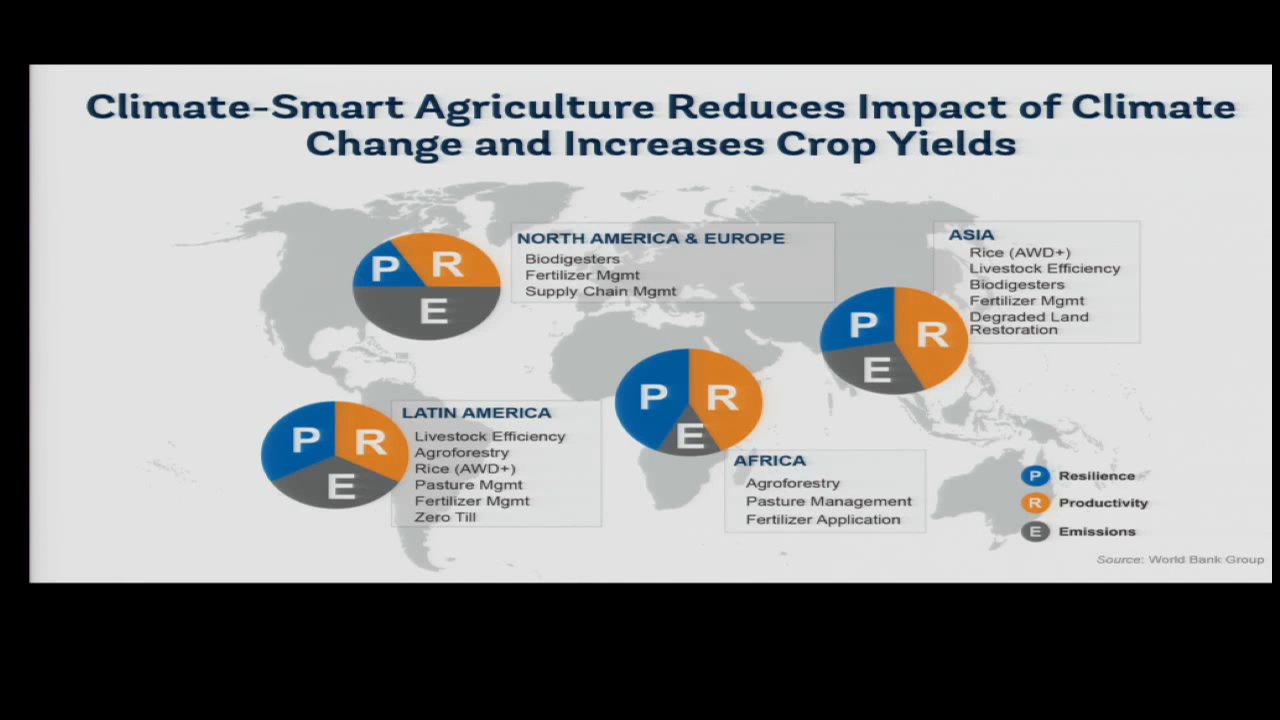 Climate-Smart Agriculture Reduces Impact of Climate
Change and Increases Crop Yields
P R
E
NORTH AMERICA & EUROPE
Biodigesters
Fertilizer Mgmt
Supply Chain Mgmt
P R
E
ASIA
Rice (AWD+)
Livestock Efficiency
Biodigesters
Fertilizer Mgmt
Degraded Land
Restoration
P R
E
LATIN AMERICA
Livestock Efficiency
Agroforestry
Rice (AWD+)
Pasture Mgmt
Fertilizer Mgmt
Zero Till
P R
E
AFRICA
Agroforestry
Pasture Management
Fertilizer Application
P Resilience
R Productivity
E Emissions
Source: World Bank Group